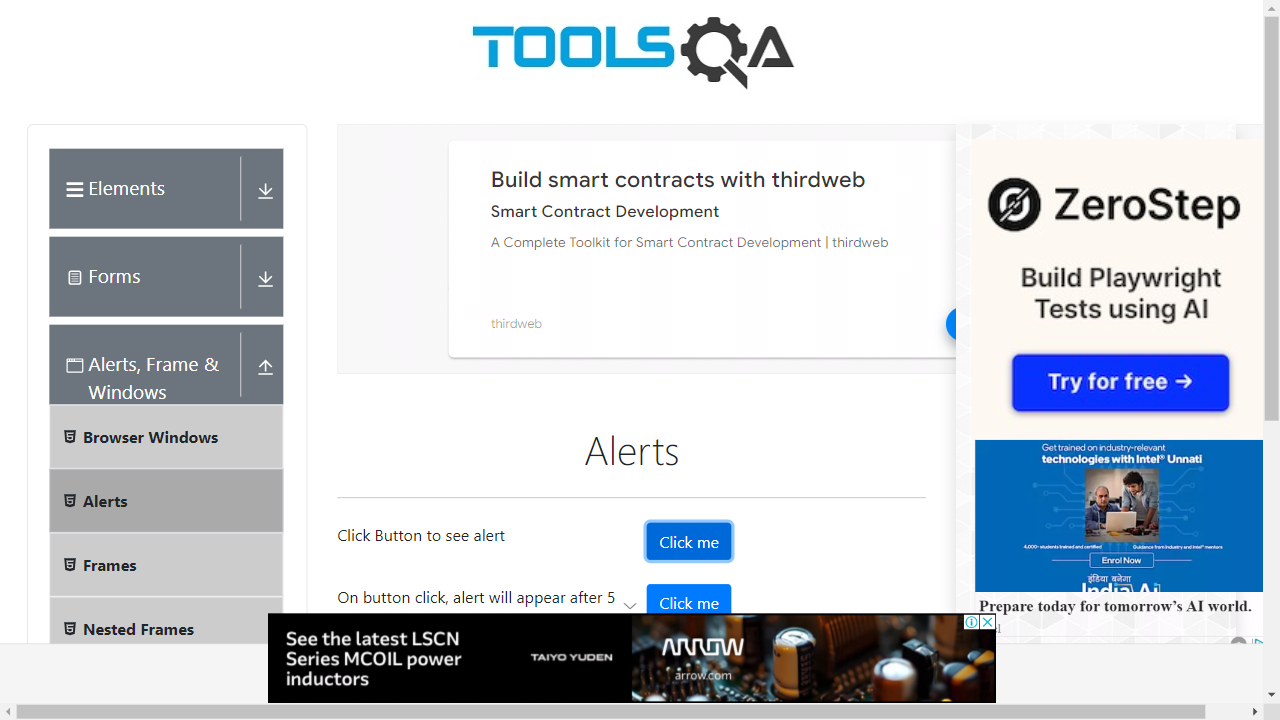 TOOLSQA
Elements
Forms
Alerts, Frame &
Windows
Browser Windows
Alerts
Frames
Nested Frames
Build smart contracts with thirdweb
Smart Contract Development
A Complete Toolkit for Smart Contract Development | thirdweb
thirdweb
Alerts
Click Button to see alert
Click me
On button click, alert will appear after 5
Click me
ZeroStep
Build Playwright
Tests using AI
Try for free →
Get trained on industry-relevant
technologies with Intel® Unnati
4,000+ students trained and certified
Guidance from industry and Intel® mentors
Enrol Now
इंडिया बनेगा
India AI
Prepare today for tomorrow's AI world.
See the latest LSCN
Series MCOIL power
inductors
TAIYO YUDEN
ARROW
arrow.com